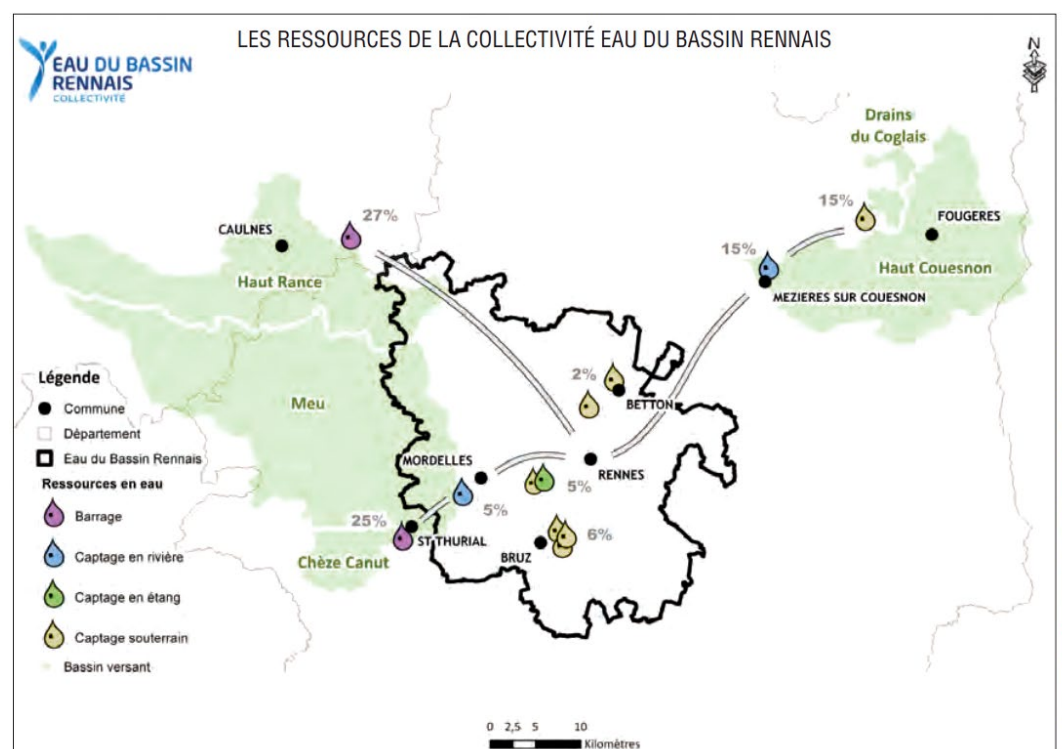 LES RESSOURCES DE LA COLLECTIVITÉ EAU DU BASSIN RENNAIS
EAU DU BASSIN
RENNAIS
COLLECTIVITÉ
N
Drains
du Coglais
15%
FOUGERES
27%
CAULNES
15%
Haut Couesnon
Haut Rance
MEZIERES SUR COUESNON
2%
BETTON
Meu
MORDELLES
RENNES
5%
5%
25%
ST THURIAL
6%
BRUZ
Chèze Canut
Légende
Commune
Département
Eau du Bassin Rennais
Ressources en eau
Barrage
Captage en rivière
Captage en étang
Captage souterrain
Bassin versant
0 2,5 5 10
Kilomètres